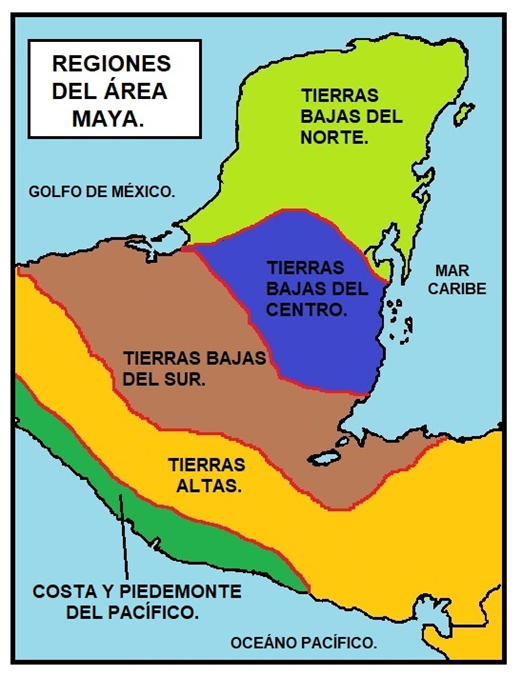 REGIONES
DEL ÁREA
MAYA.
TIERRAS
BAJAS DEL
NORTE.
GOLFO DE MÉXICO.
TIERRAS
BAJAS DEL
CENTRO.
MAR
CARIBE
TIERRAS BAJAS
DEL SUR.
TIERRAS
ALTAS.
COSTA Y PIEDEMONTE
DEL PACÍFICO.
OCEÁNO PACÍFICO.